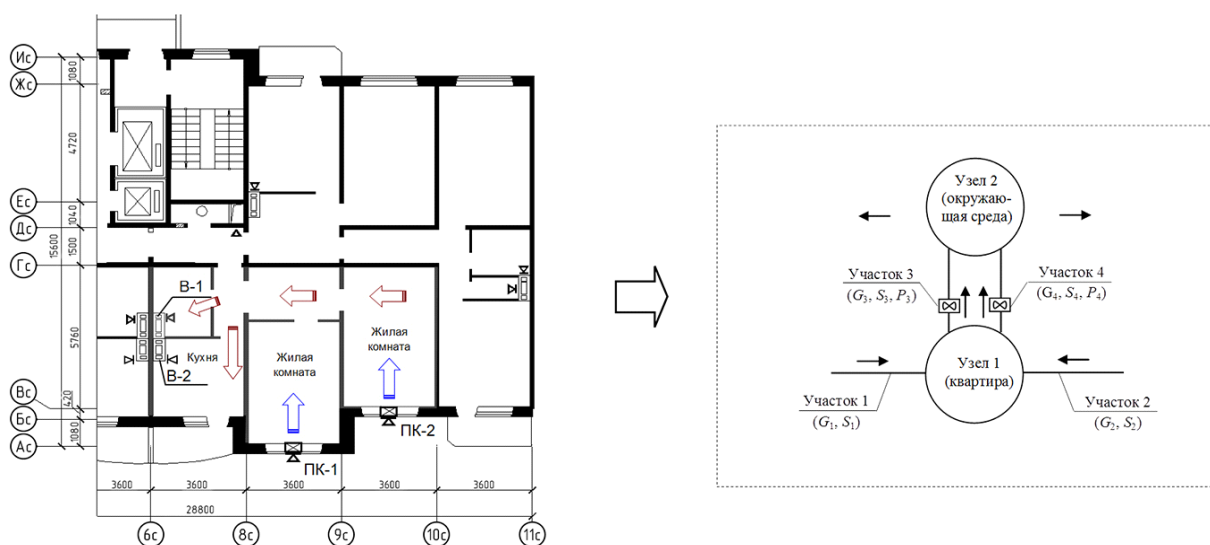 Ис
Жс
Ес
Дс
Гс
Вс
Бс
Ас
1080
4720
1040
1500
5760
420
1080
15600
В-1
В-2
Кухня
Жилая
комната
Жилая
комната
ПК-1
ПК-2
3600
3600
3600
3600
3600
28800
6с
8с
9с
10с
11с
Узел 2
(окружаю-
щая среда)
Участок 3
(G3, S3, P3)
Участок 4
(G4, S4, P4)
Узел 1
(квартира)
Участок 1
(G1, S1)
Участок 2
(G2, S2)